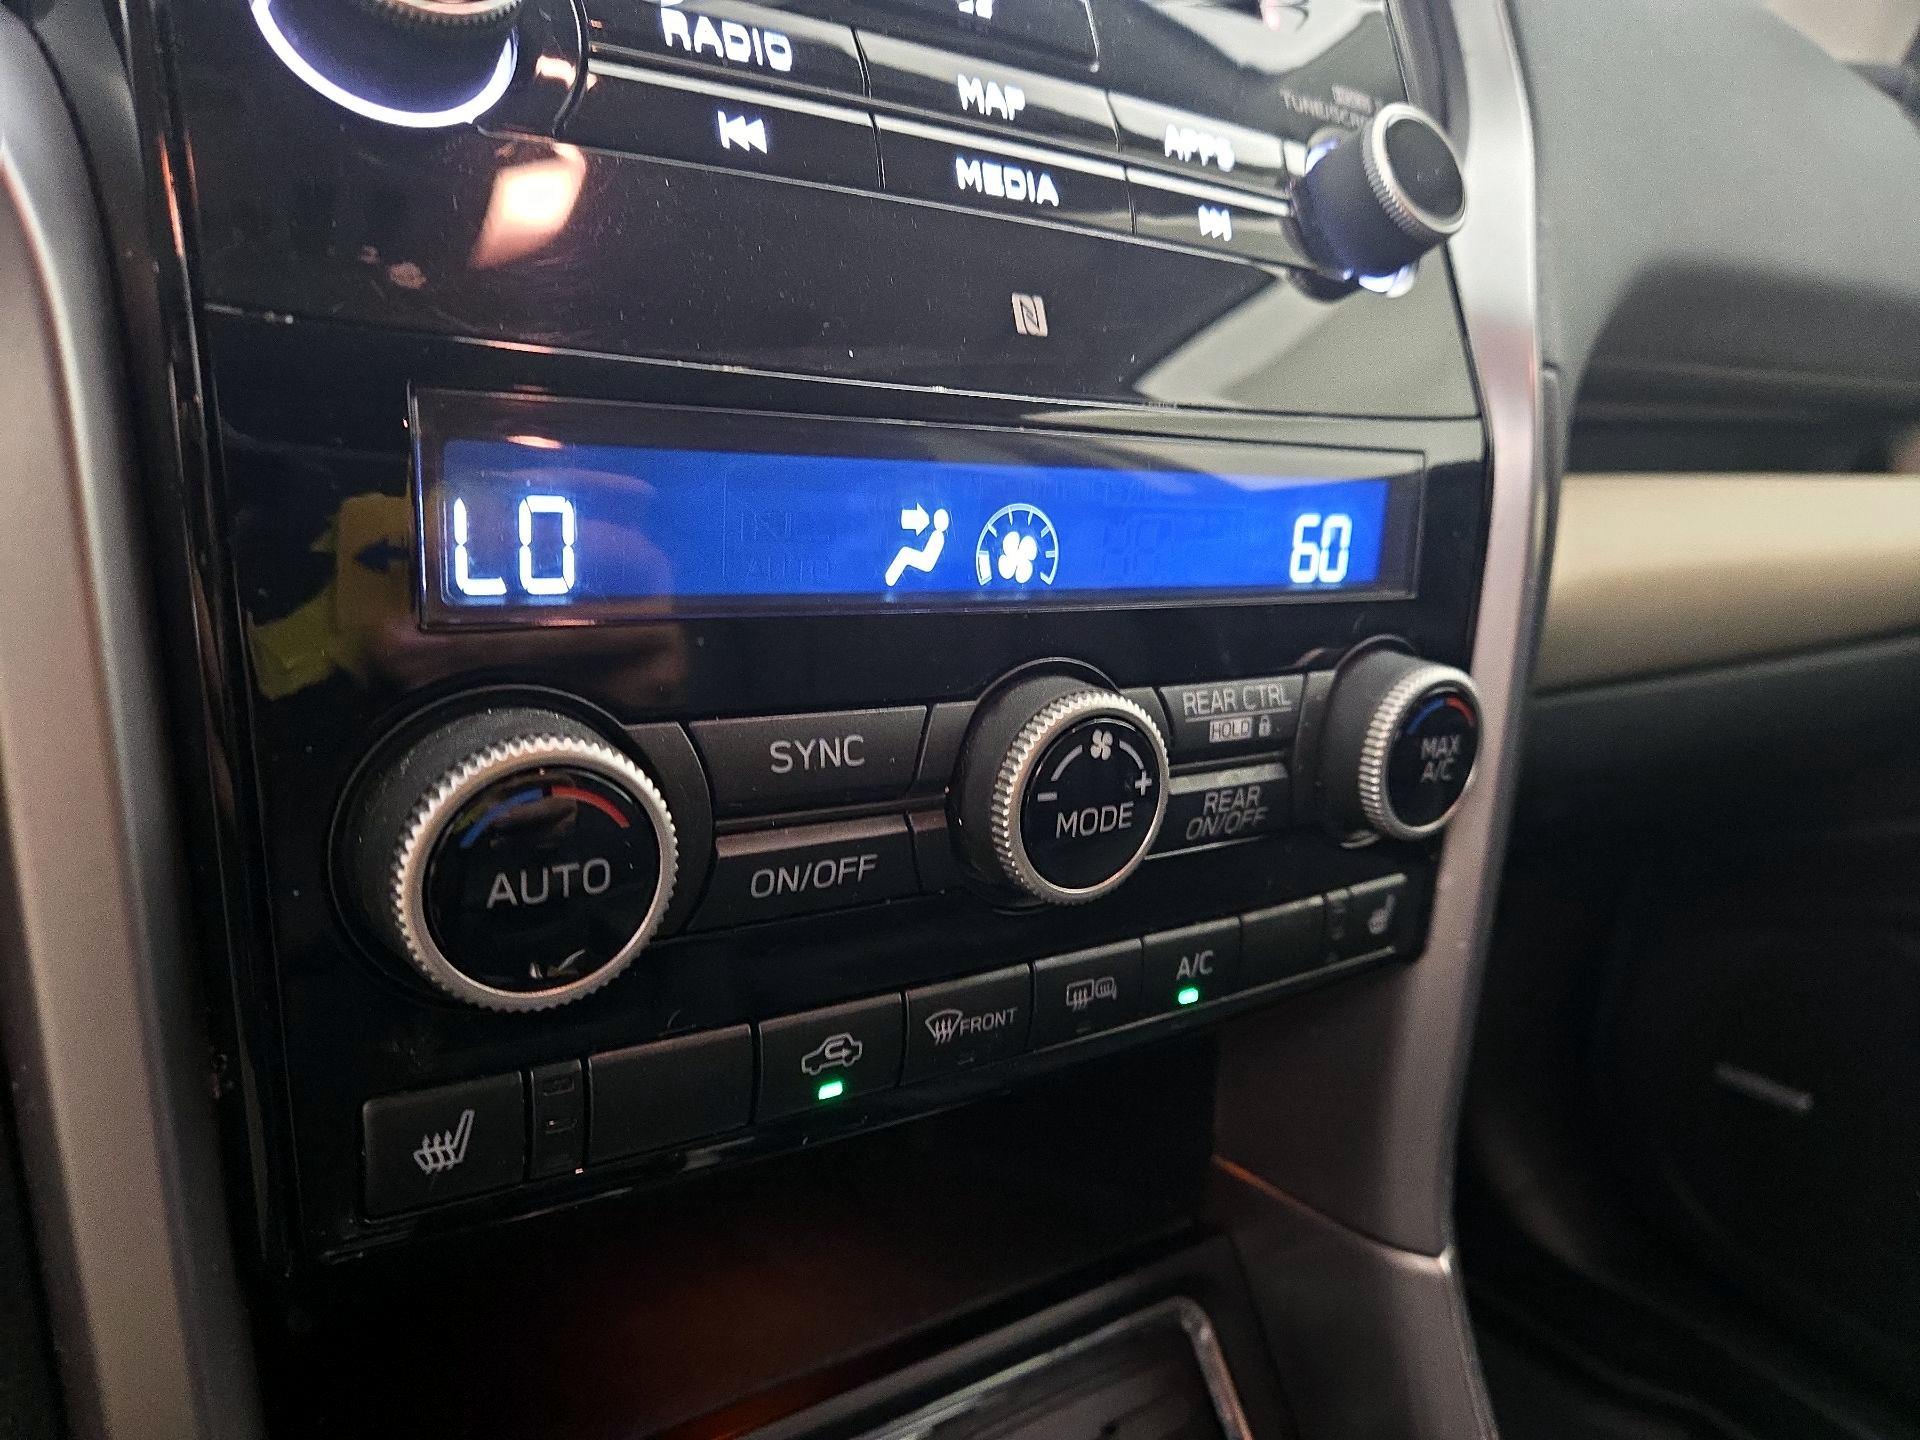 RADIO
MAP
APPS
MEDIA
LO
60
SYNC
REAR CTRL
HOLD
MAX
A/C
REAR
ON/OFF
MODE
AUTO
ON/OFF
A/C
FRONT